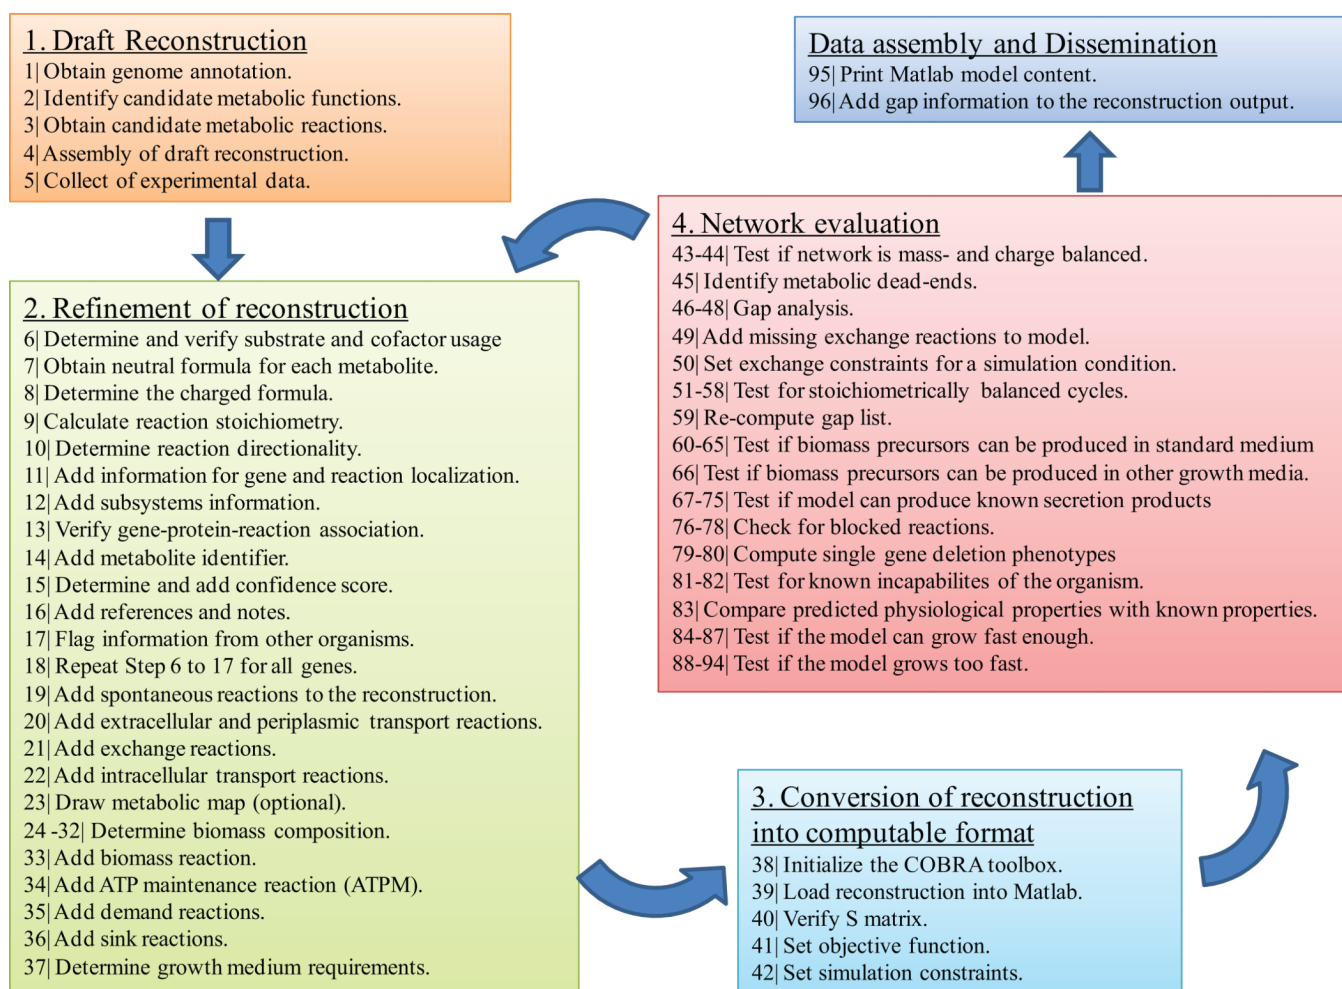 1. Draft Reconstruction
1| Obtain genome annotation.
2| Identify candidate metabolic functions.
3| Obtain candidate metabolic reactions.
4| Assembly of draft reconstruction.
5| Collect of experimental data.
2. Refinement of reconstruction
6| Determine and verify substrate and cofactor usage
7| Obtain neutral formula for each metabolite.
8| Determine the charged formula.
9| Calculate reaction stoichiometry.
10| Determine reaction directionality.
11| Add information for gene and reaction localization.
12| Add subsystems information.
13| Verify gene-protein-reaction association.
14| Add metabolite identifier.
15| Determine and add confidence score.
16| Add references and notes.
17| Flag information from other organisms.
18| Repeat Step 6 to 17 for all genes.
19| Add spontaneous reactions to the reconstruction.
20| Add extracellular and periplasmic transport reactions.
21| Add exchange reactions.
22| Add intracellular transport reactions.
23| Draw metabolic map (optional).
24 -32| Determine biomass composition.
33| Add biomass reaction.
34| Add ATP maintenance reaction (ATPM).
35| Add demand reactions.
36| Add sink reactions.
37| Determine growth medium requirements.
3. Conversion of reconstruction
into computable format
38| Initialize the COBRA toolbox.
39| Load reconstruction into Matlab.
40| Verify S matrix.
41| Set objective function.
42| Set simulation constraints.
4. Network evaluation
43-44| Test if network is mass- and charge balanced.
45| Identify metabolic dead-ends.
46-48| Gap analysis.
49| Add missing exchange reactions to model.
50| Set exchange constraints for a simulation condition.
51-58| Test for stoichiometrically balanced cycles.
59| Re-compute gap list.
60-65| Test if biomass precursors can be produced in standard medium
66| Test if biomass precursors can be produced in other growth media.
67-75| Test if model can produce known secretion products
76-78| Check for blocked reactions.
79-80| Compute single gene deletion phenotypes
81-82| Test for known incapabilites of the organism.
83| Compare predicted physiological properties with known properties.
84-87| Test if the model can grow fast enough.
88-94| Test if the model grows too fast.
Data assembly and Dissemination
95| Print Matlab model content.
96| Add gap information to the reconstruction output.